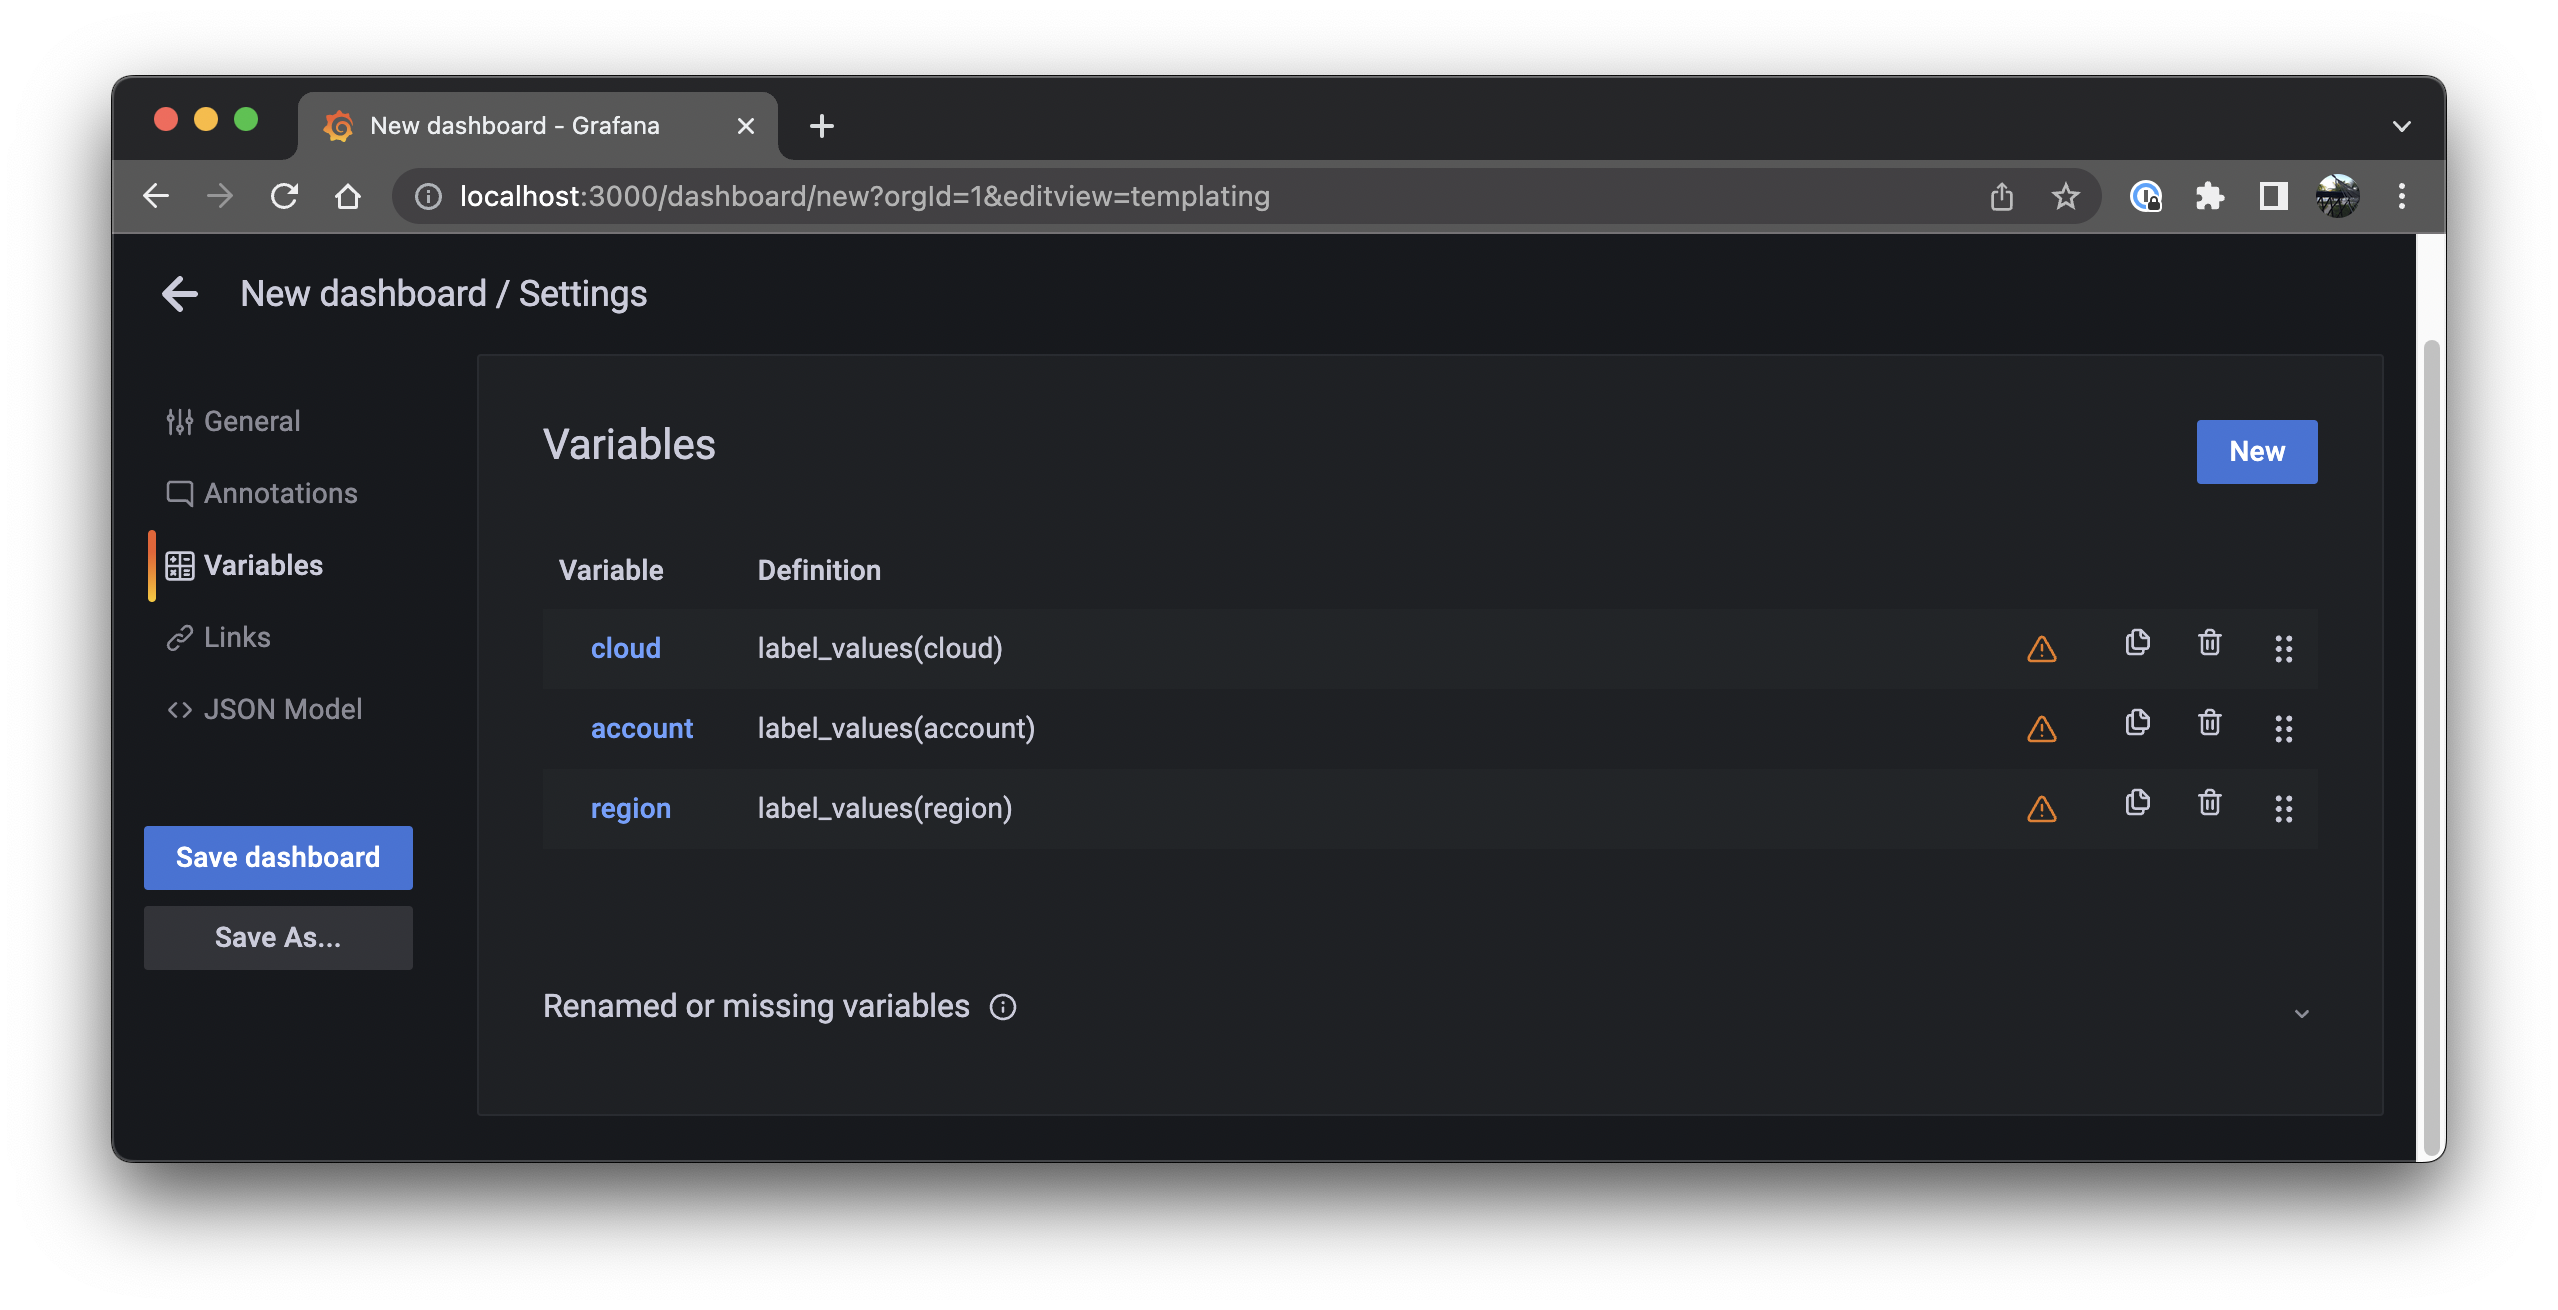 New dashboard - Grafana
localhost:3000/dashboard/new?orgId=1&editview=templating
New dashboard / Settings
General
Annotations
Variables
Links
JSON Model
Save dashboard
Save As...
Variables
New
Variable Definition
cloud label_values(cloud)
account label_values(account)
region label_values(region)
Renamed or missing variables